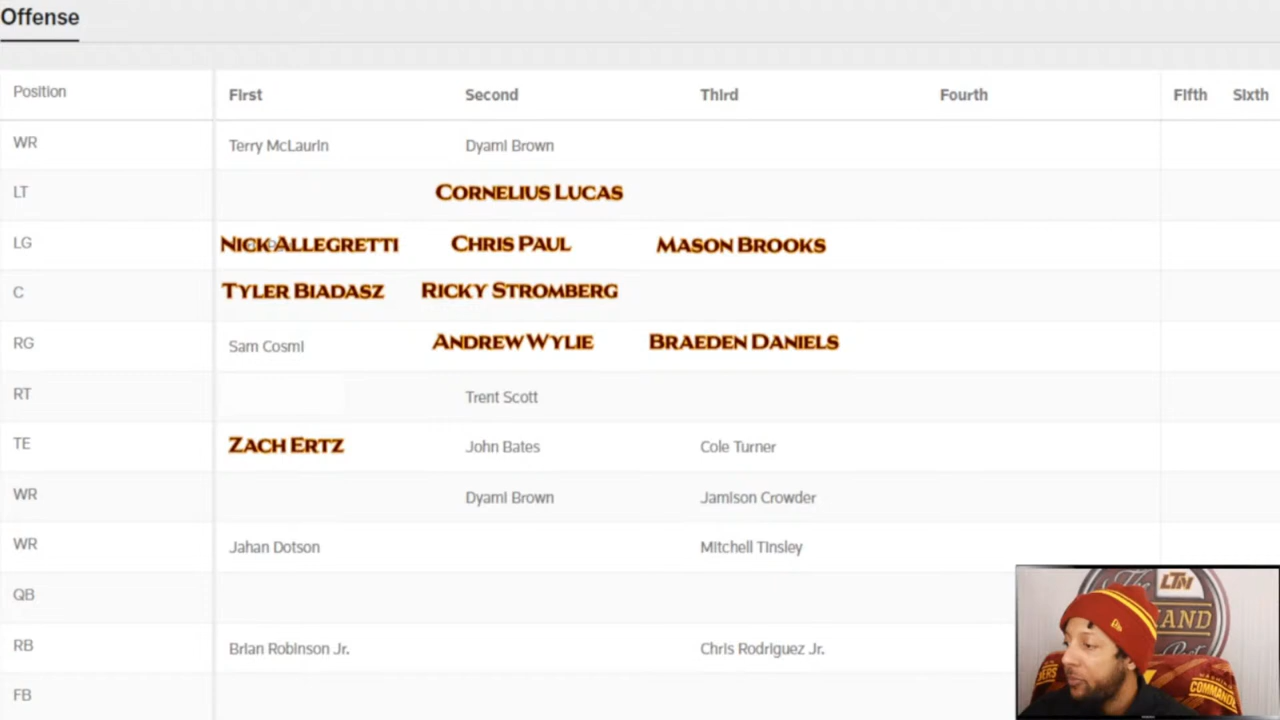 Offense
Position First Second Third Fourth Fifth Sixth
WR Terry McLaurin Dyami Brown
LT CORNELIUS LUCAS
LG NICK ALLEGRETTI CHRIS PAUL MASON BROOKS
C TYLER BIADASZ RICKY STROMBERG
RG Sam Cosmi ANDREW WYLIE BRAEDEN DANIELS
RT Trent Scott
TE ZACH ERTZ John Bates Cole Turner
WR Dyami Brown Jamison Crowder
WR Jahan Dotson Mitchell Tinsley
QB
RB Brian Robinson Jr. Chris Rodriguez Jr.
FB
The LTN